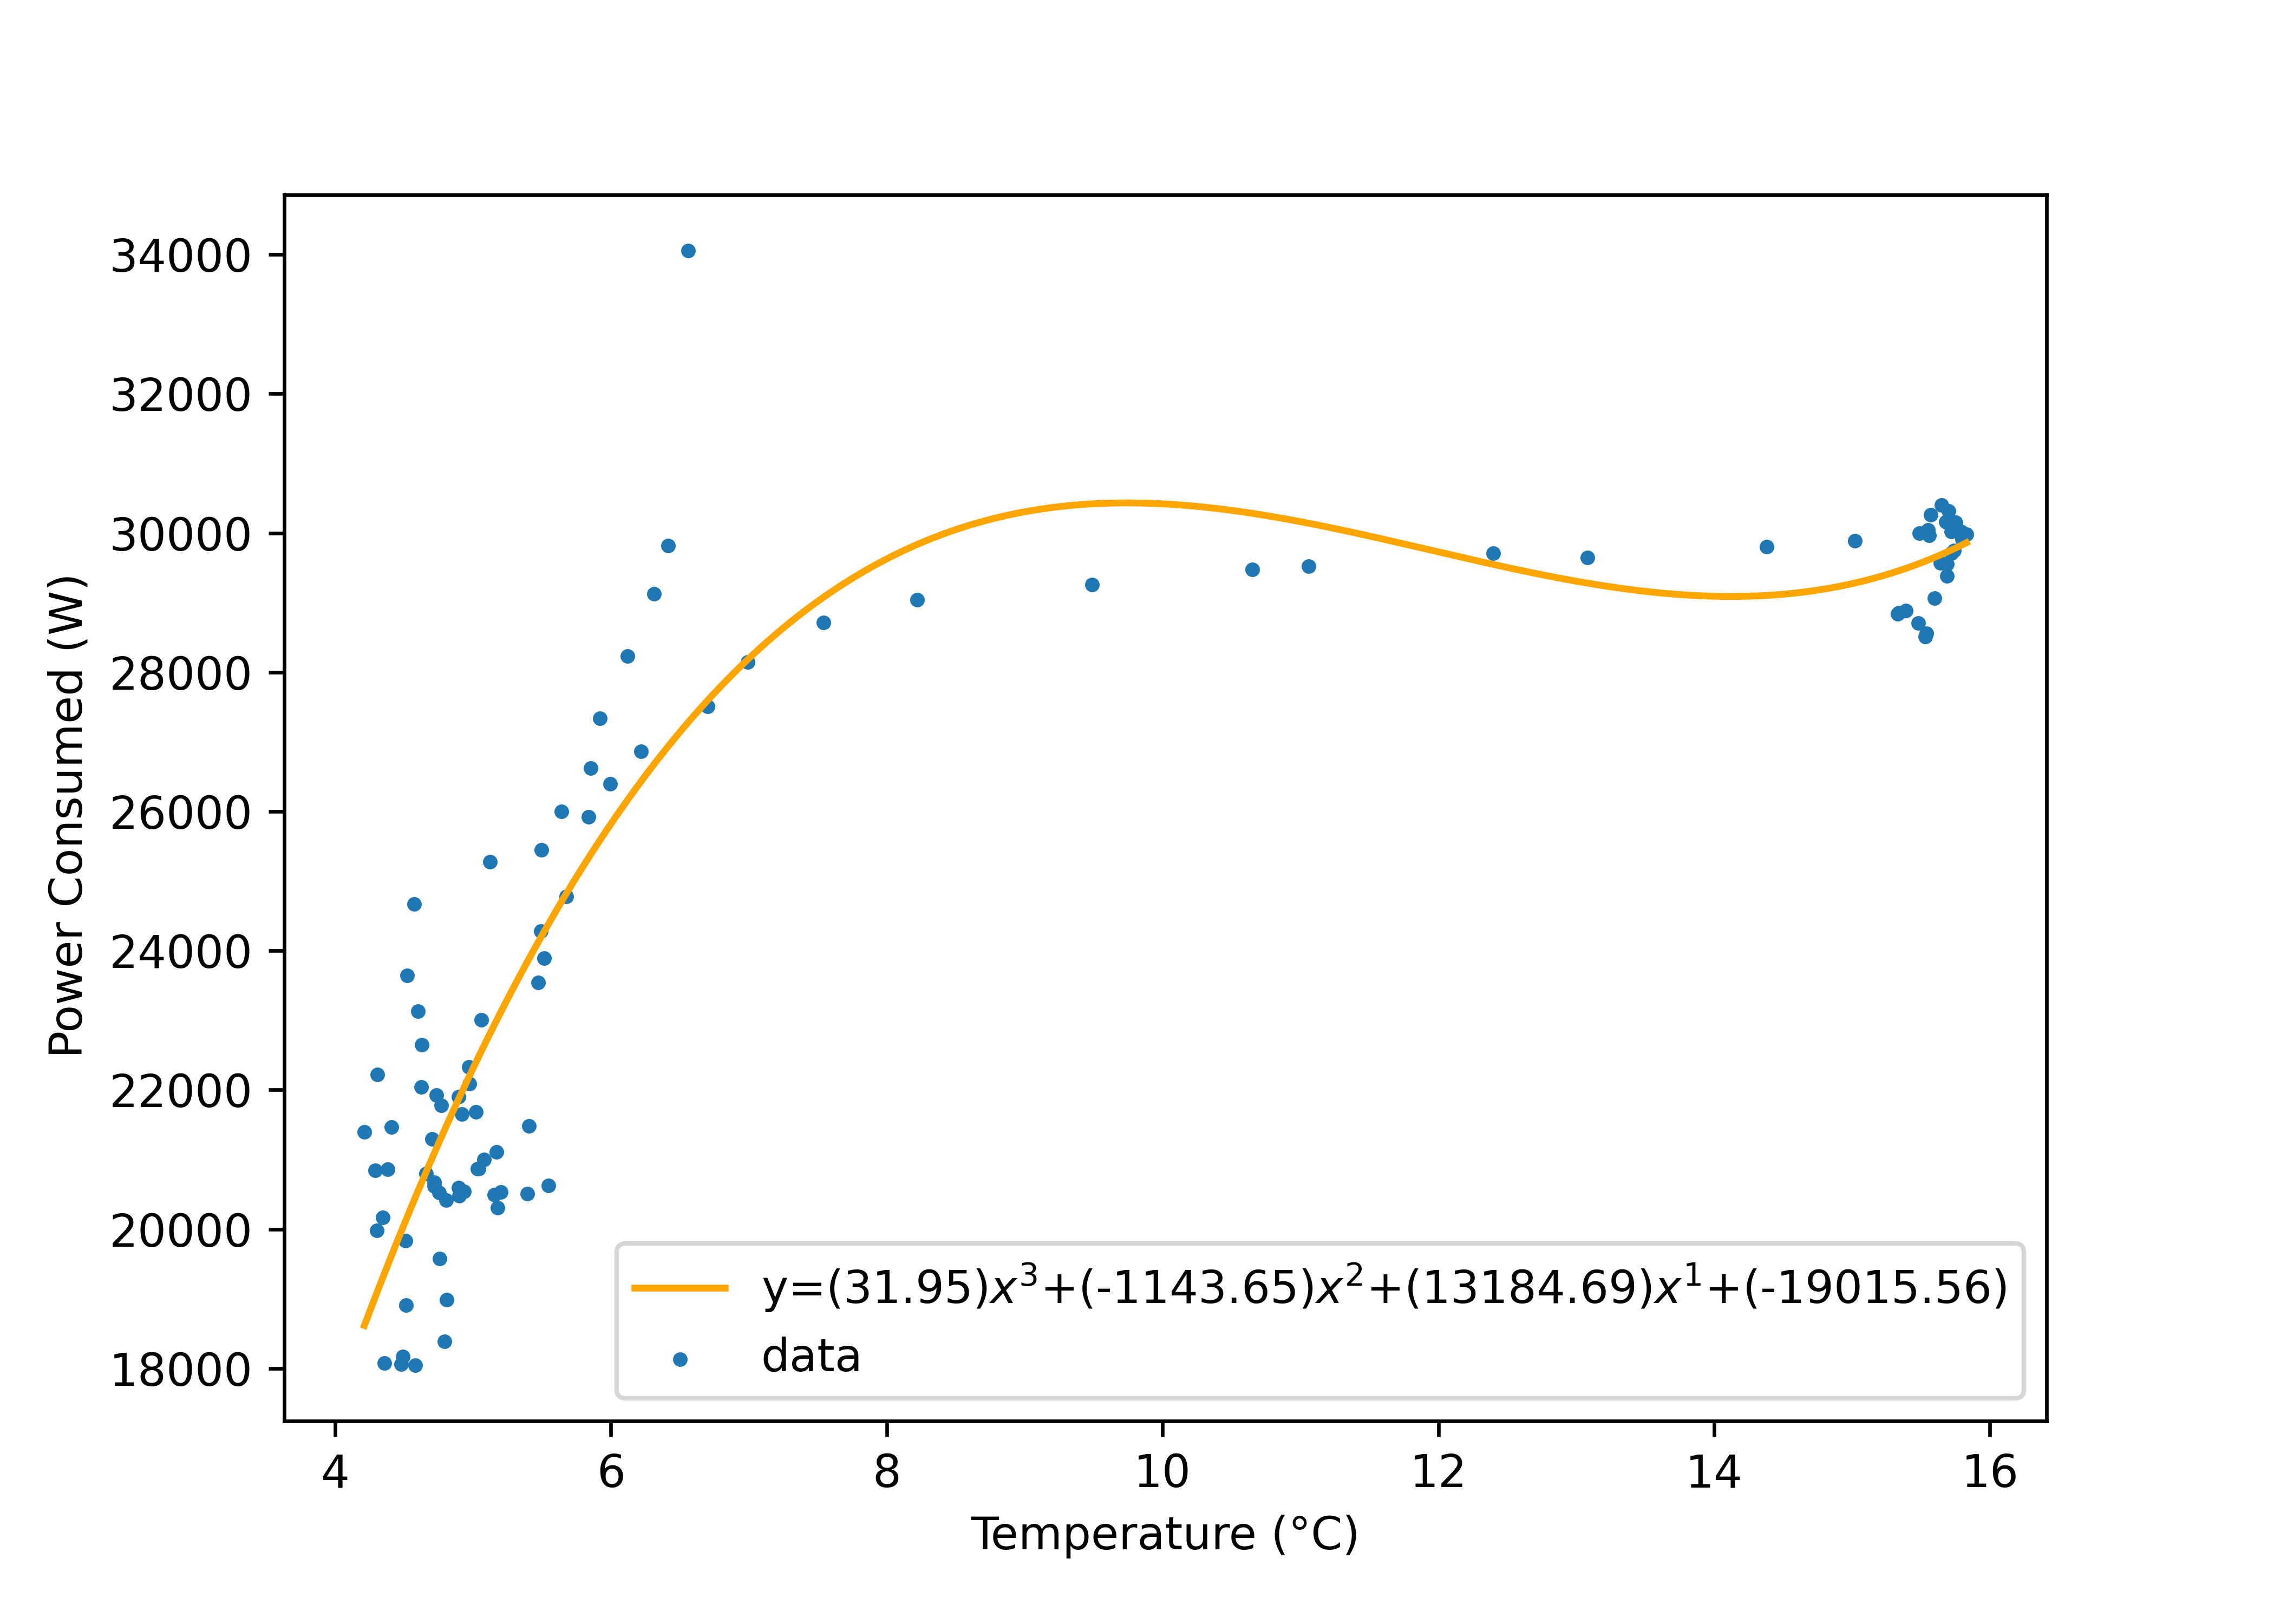 34000
32000
30000
28000
26000
24000
22000
20000
18000
Power Consumed (W)
y=(31.95)x³+(-1143.65)x²+(13184.69)x¹+(-19015.56)
data
4 6 8 10 12 14 16
Temperature (°C)